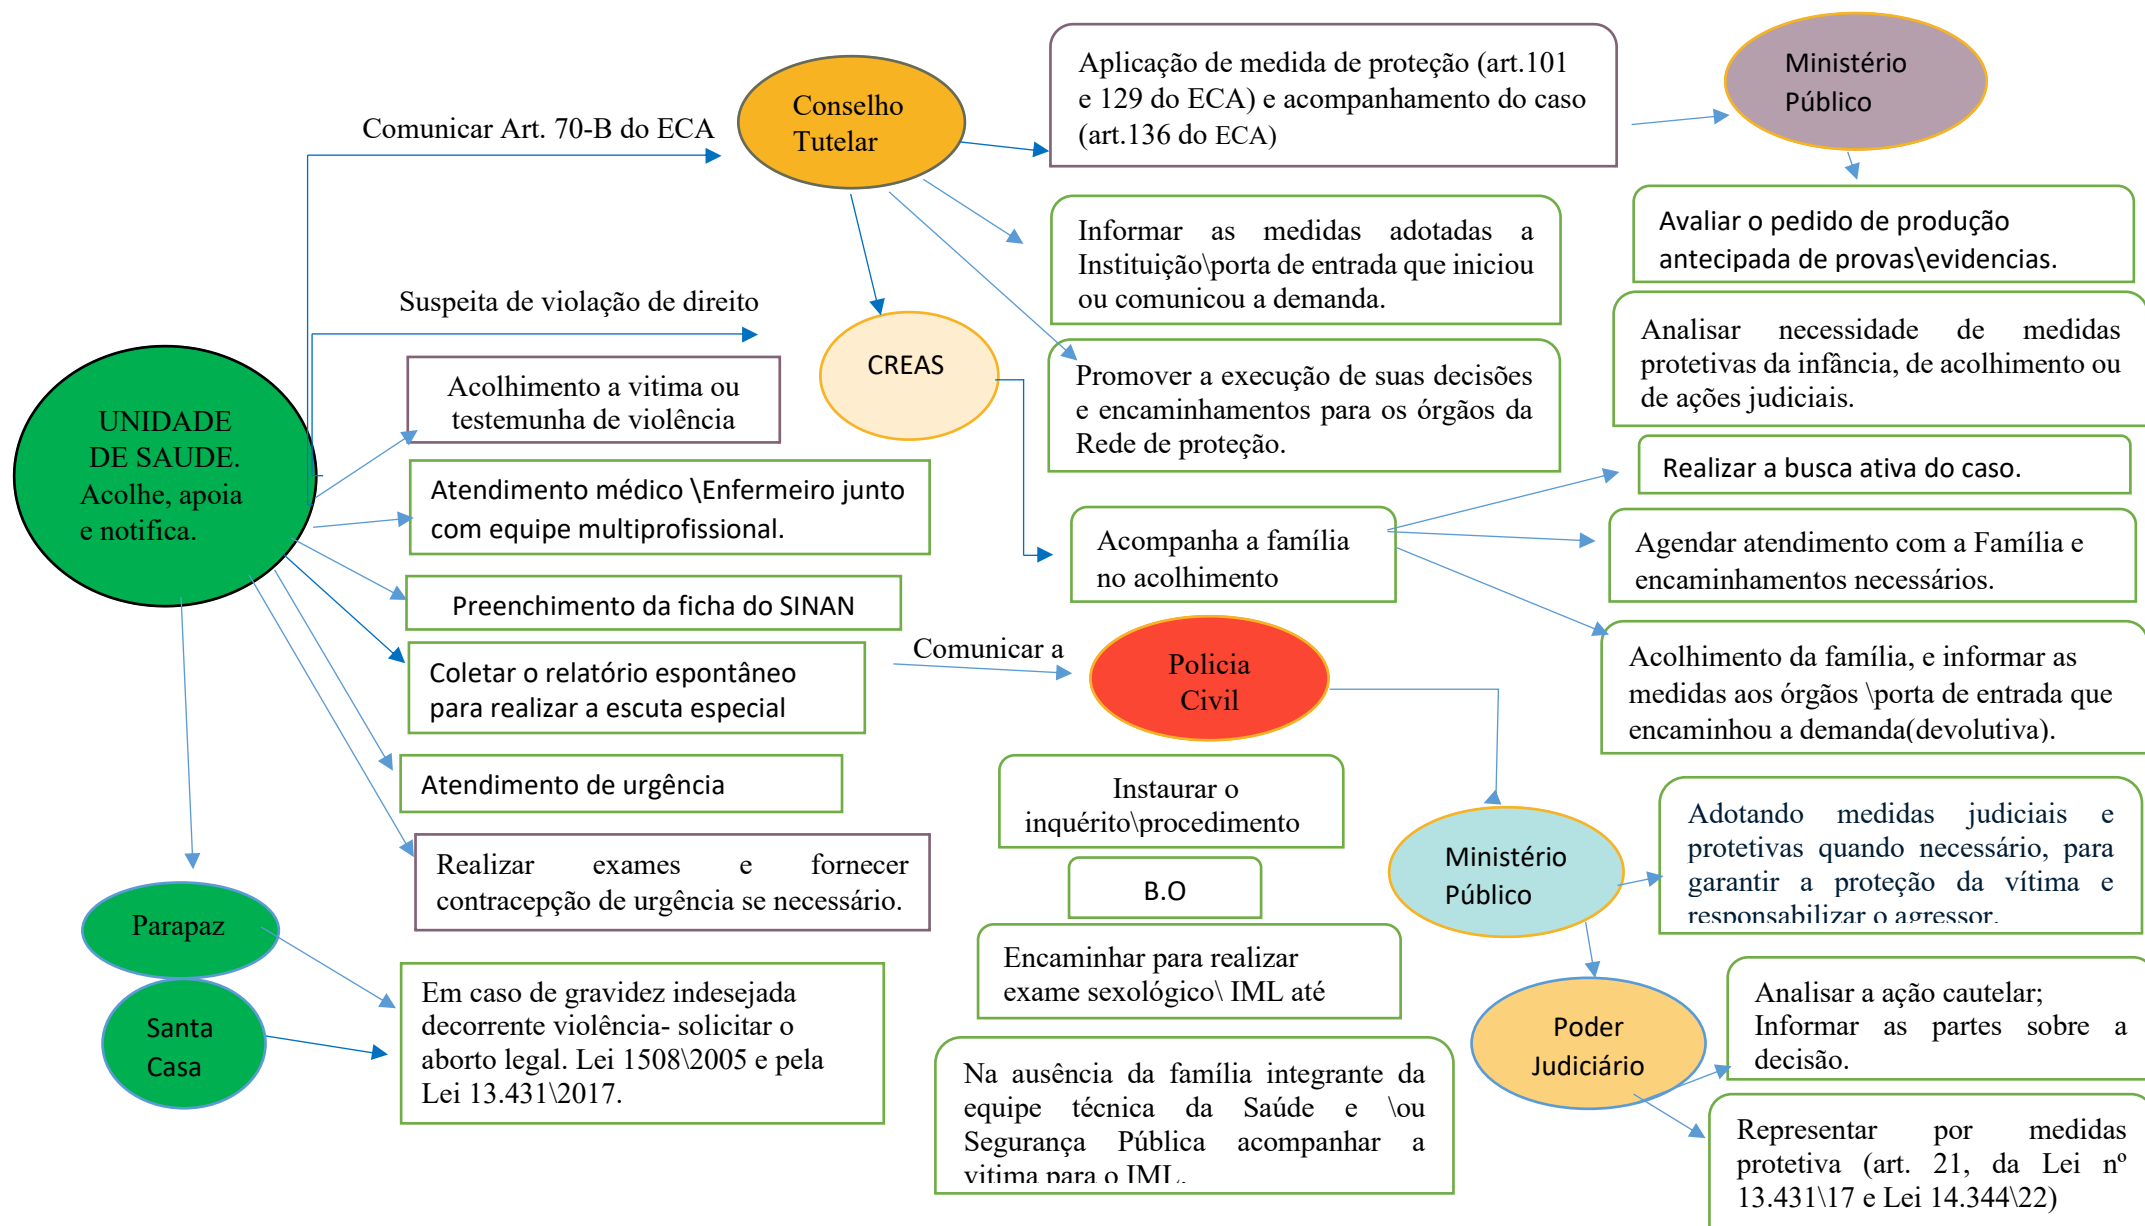 Comunicar Art. 70-B do ECA
Conselho
Tutelar
Aplicação de medida de proteção (art.101
e 129 do ECA) e acompanhamento do caso
(art.136 do ECA)
Ministério
Público
Informar as medidas adotadas a
Instituição\porta de entrada que iniciou
ou comunicou a demanda.
Avaliar o pedido de produção
antecipada de provas\evidencias.
Suspeita de violação de direito
CREAS
Promover a execução de suas decisões
e encaminhamentos para os órgãos da
Rede de proteção.
Analisar necessidade de medidas
protetivas da infância, de acolhimento ou
de ações judiciais.
UNIDADE
DE SAUDE.
Acolhe, apoia
e notifica.
Acolhimento a vitima ou
testemunha de violência
Atendimento médico \Enfermeiro junto
com equipe multiprofissional.
Preenchimento da ficha do SINAN
Coletar o relatório espontâneo
para realizar a escuta especial
Atendimento de urgência
Realizar exames e fornecer
contracepção de urgência se necessário.
Acompanha a família
no acolhimento
Realizar a busca ativa do caso.
Agendar atendimento com a Família e
encaminhamentos necessários.
Acolhimento da família, e informar as
medidas aos órgãos \porta de entrada que
encaminhou a demanda(devolutiva).
Comunicar a
Policia
Civil
Instaurar o
inquérito\procedimento
B.O
Encaminhar para realizar
exame sexológico\ IML até
Na ausência da família integrante da
equipe técnica da Saúde e \ou
Segurança Pública acompanhar a
vitima para o IML.
Ministério
Público
Adotando medidas judiciais e
protetivas quando necessário, para
garantir a proteção da vítima e
responsabilizar o agressor.
Poder
Judiciário
Analisar a ação cautelar;
Informar as partes sobre a
decisão.
Representar por medidas
protetiva (art. 21, da Lei nº
13.431\17 e Lei 14.344\22)
Parapaz
Santa
Casa
Em caso de gravidez indesejada
decorrente violência- solicitar o
aborto legal. Lei 1508\2005 e pela
Lei 13.431\2017.